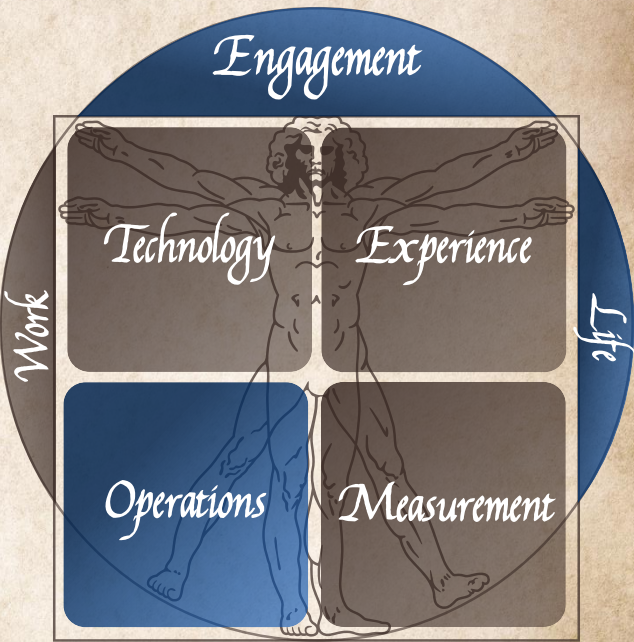 Engagement
Technology
Experience
Work
Life
Operations
Measurement